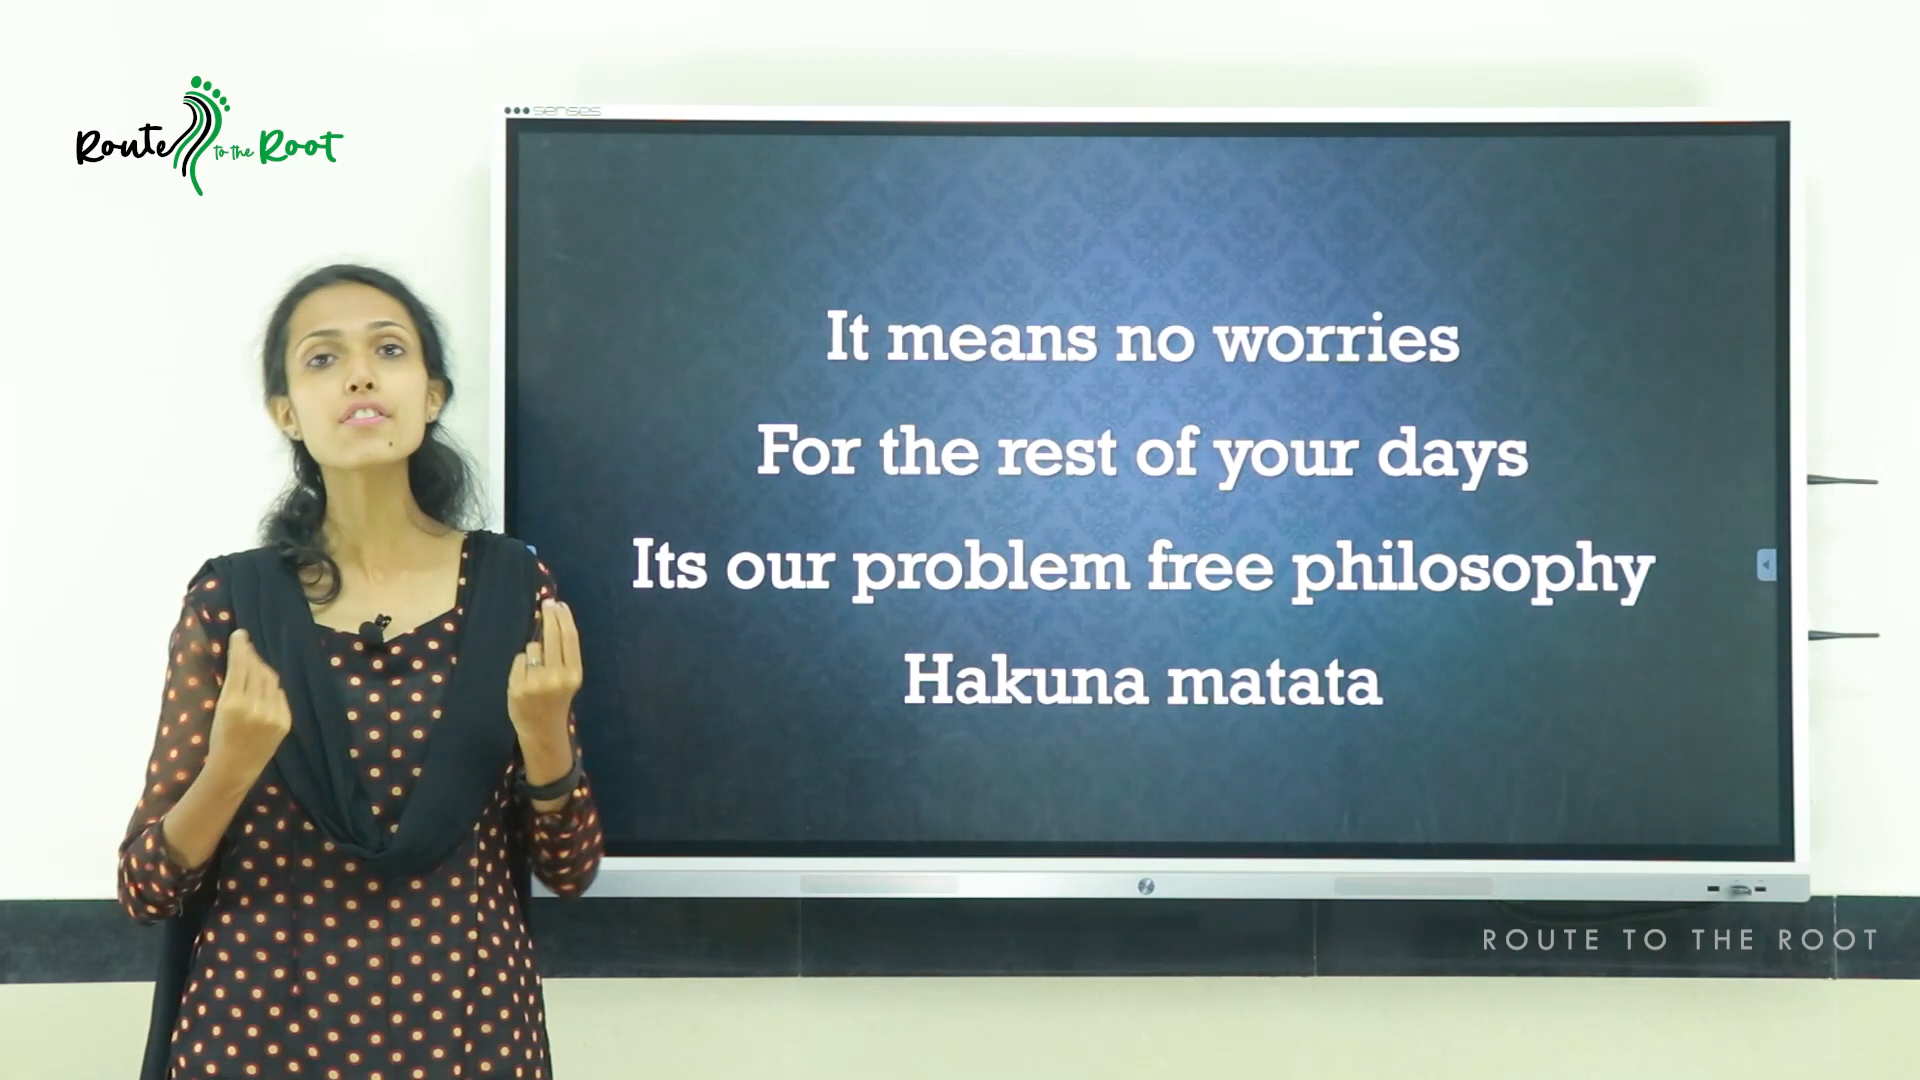 Route to the Root
senses
It means no worries
For the rest of your days
Its our problem free philosophy
Hakuna matata
ROUTE TO THE ROOT